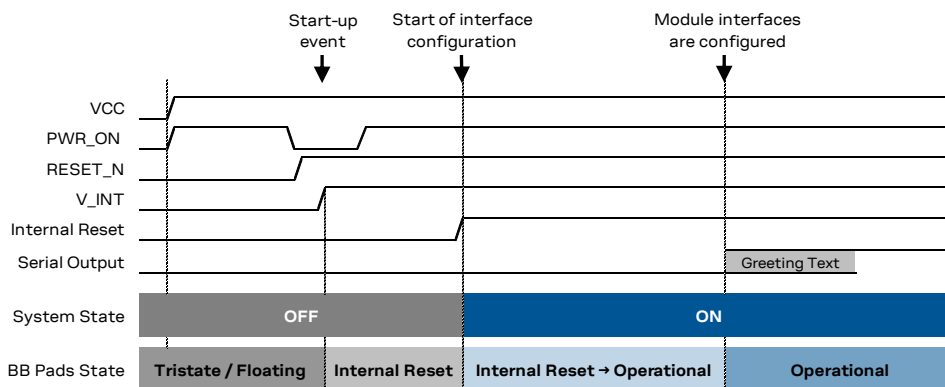 Start-up
event
Start of interface
configuration
Module interfaces
are configured
VCC
PWR_ON
RESET_N
V_INT
Internal Reset
Serial Output
Greeting Text
System State
OFF
ON
BB Pads State
Tristate / Floating
Internal Reset
Internal Reset → Operational
Operational